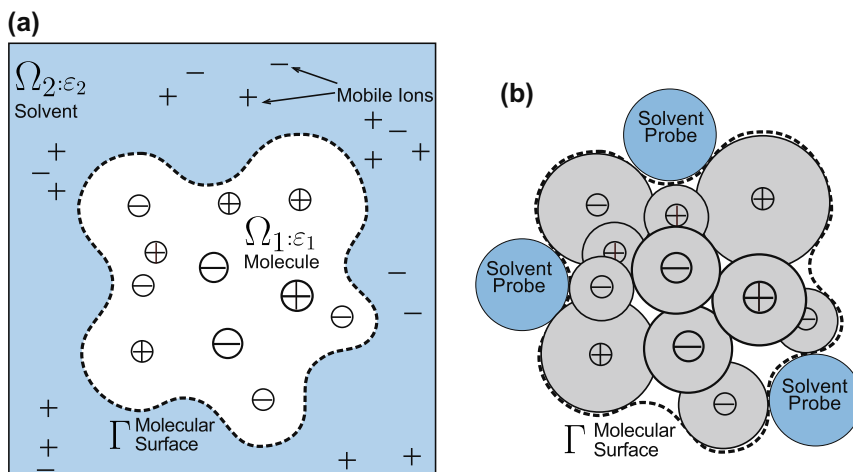 (a)
Ω₂:ε₂
Solvent
Mobile Ions
Ω₁:ε₁
Molecule
Γ Molecular
Surface
(b)
Solvent
Probe
Solvent
Probe
Solvent
Probe
Γ Molecular
Surface